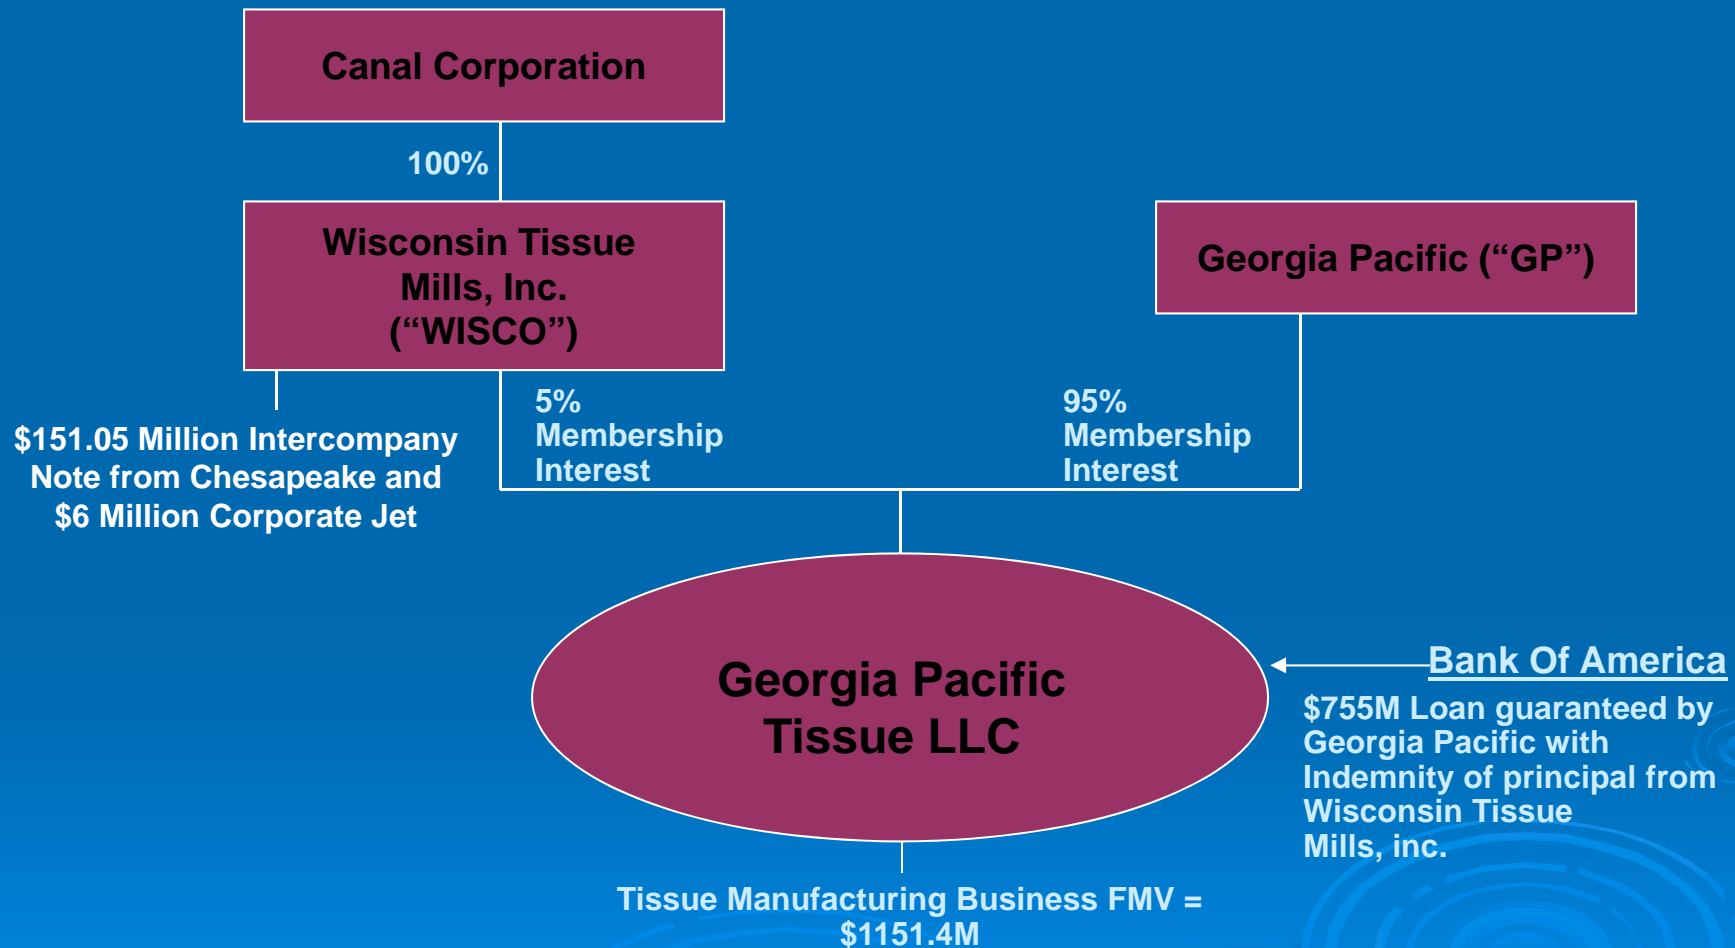 Canal Corporation
100%
Wisconsin Tissue
Mills, Inc.
(“WISCO”)
Georgia Pacific (“GP”)
$151.05 Million Intercompany
Note from Chesapeake and
$6 Million Corporate Jet
5%
Membership
Interest
95%
Membership
Interest
Georgia Pacific
Tissue LLC
Bank Of America
$755M Loan guaranteed by
Georgia Pacific with
Indemnity of principal from
Wisconsin Tissue
Mills, inc.
Tissue Manufacturing Business FMV =
$1151.4M